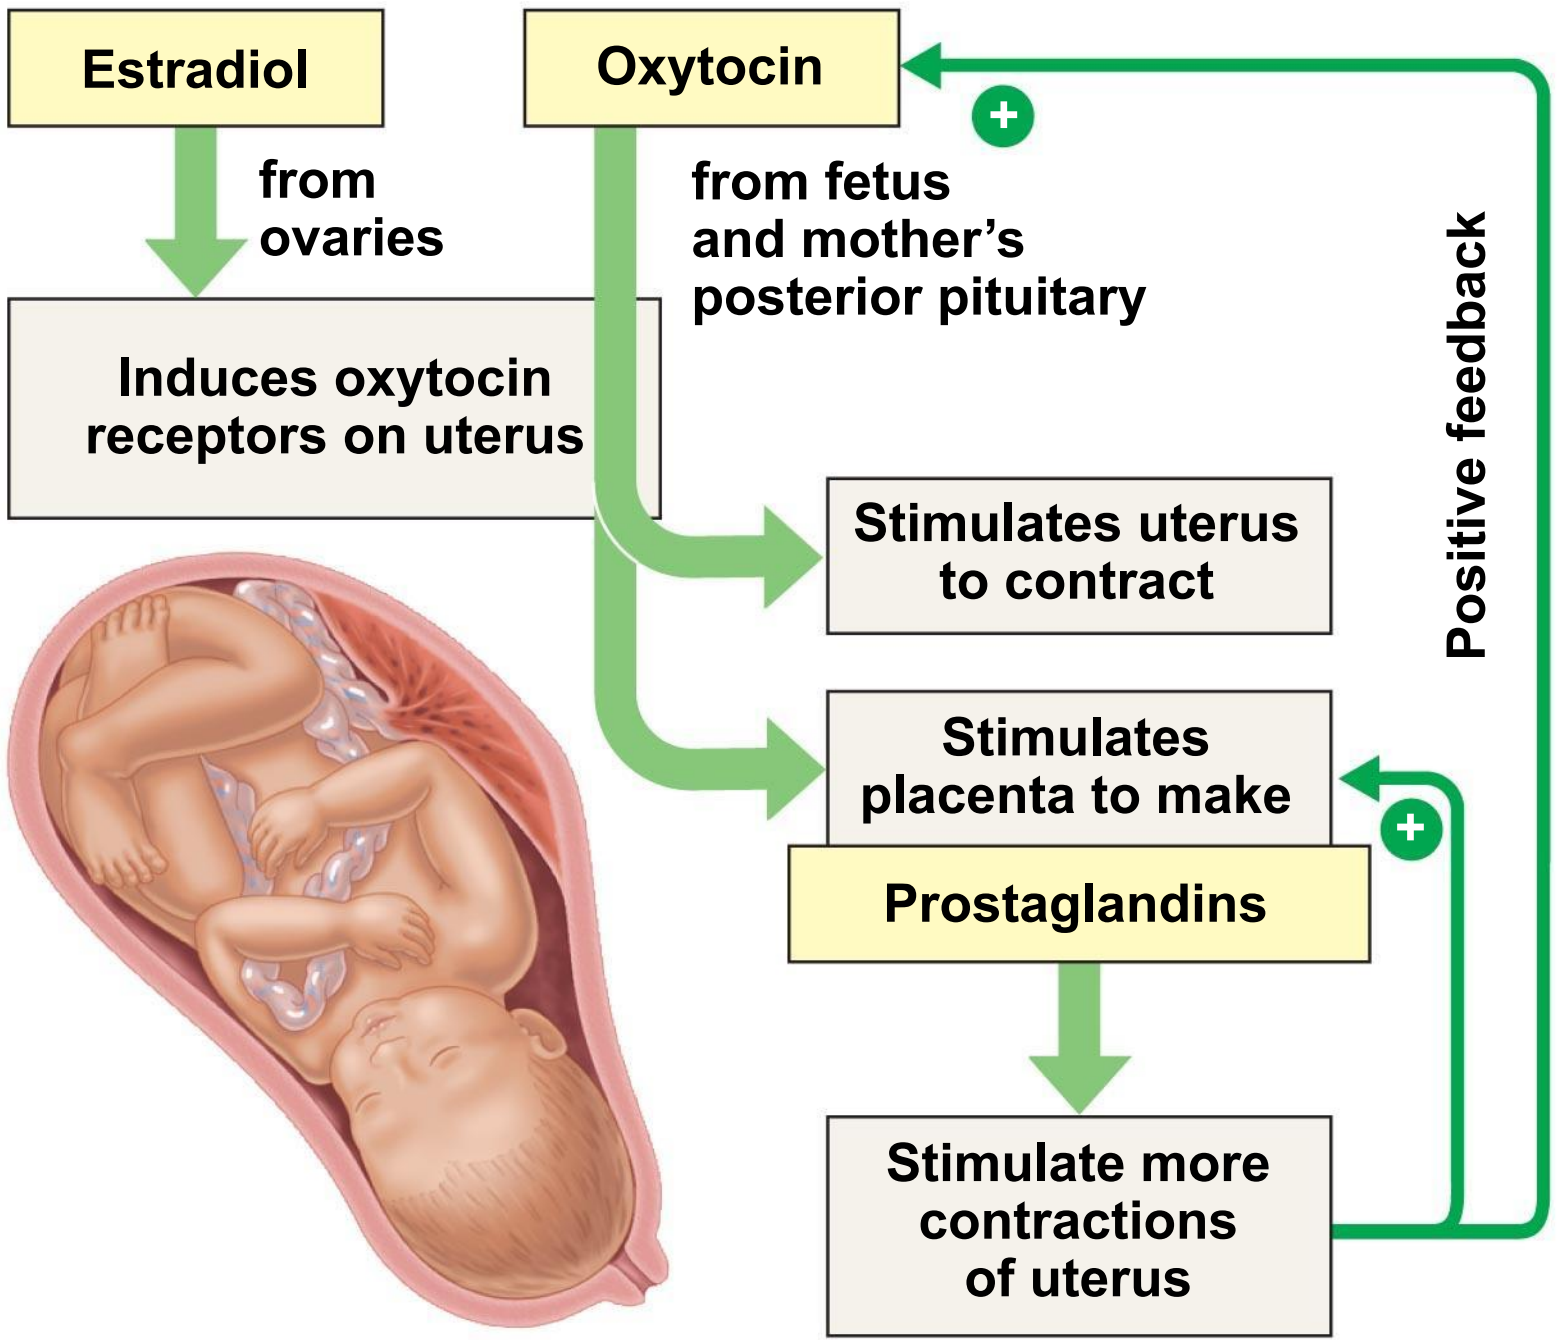 Estradiol
from
ovaries
Induces oxytocin
receptors on uterus
Oxytocin
+
from fetus
and mother’s
posterior pituitary
Stimulates uterus
to contract
Stimulates
placenta to make
+
Prostaglandins
Stimulate more
contractions
of uterus
Positive feedback